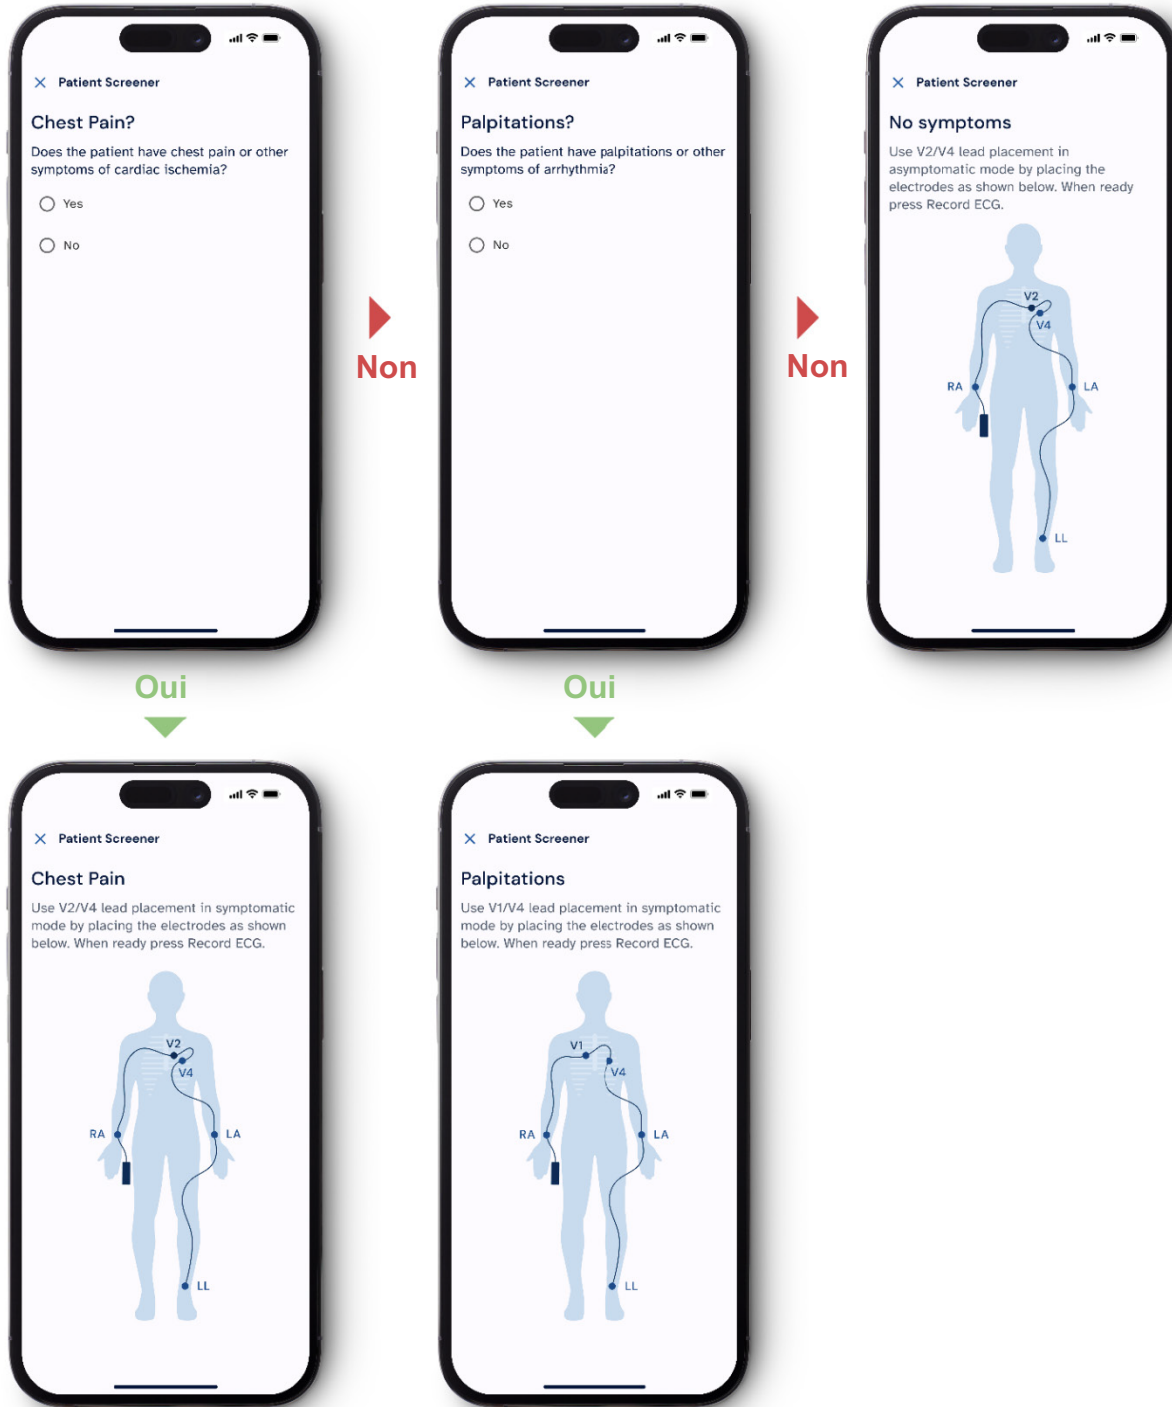 Patient Screener
Chest Pain?
Does the patient have chest pain or other
symptoms of cardiac ischemia?
Yes
No
Non
Patient Screener
Palpitations?
Does the patient have palpitations or other
symptoms of arrhythmia?
Yes
No
Non
Patient Screener
No symptoms
Use V2/V4 lead placement in
asymptomatic mode by placing the
electrodes as shown below. When ready
press Record ECG.
V2
V4
RA
LA
LL
Oui
Oui
Patient Screener
Chest Pain
Use V2/V4 lead placement in symptomatic
mode by placing the electrodes as shown
below. When ready press Record ECG.
V2
V4
RA
LA
LL
Patient Screener
Palpitations
Use V1/V4 lead placement in symptomatic
mode by placing the electrodes as shown
below. When ready press Record ECG.
V1
V4
RA
LA
LL